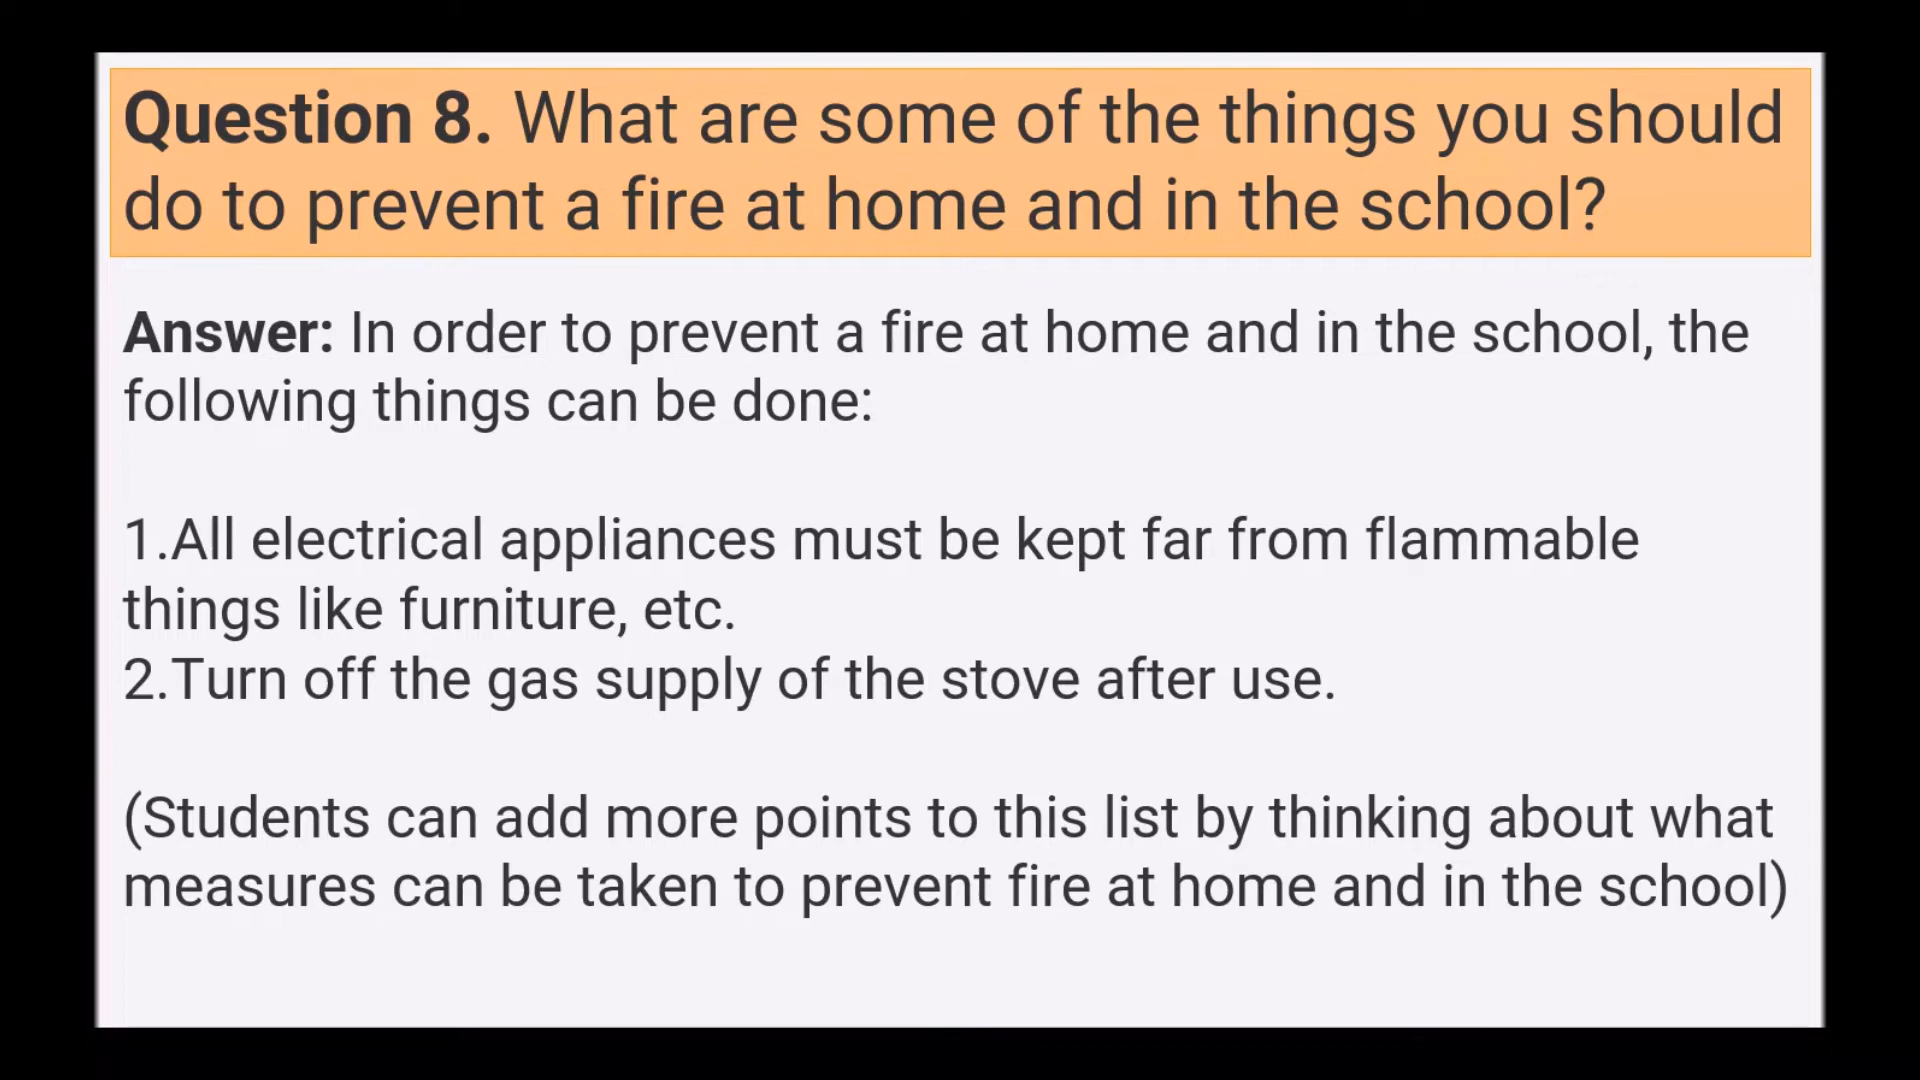 Question 8. What are some of the things you should
do to prevent a fire at home and in the school?
Answer: In order to prevent a fire at home and in the school, the
following things can be done:
1.All electrical appliances must be kept far from flammable
things like furniture, etc.
2.Turn off the gas supply of the stove after use.
(Students can add more points to this list by thinking about what
measures can be taken to prevent fire at home and in the school)